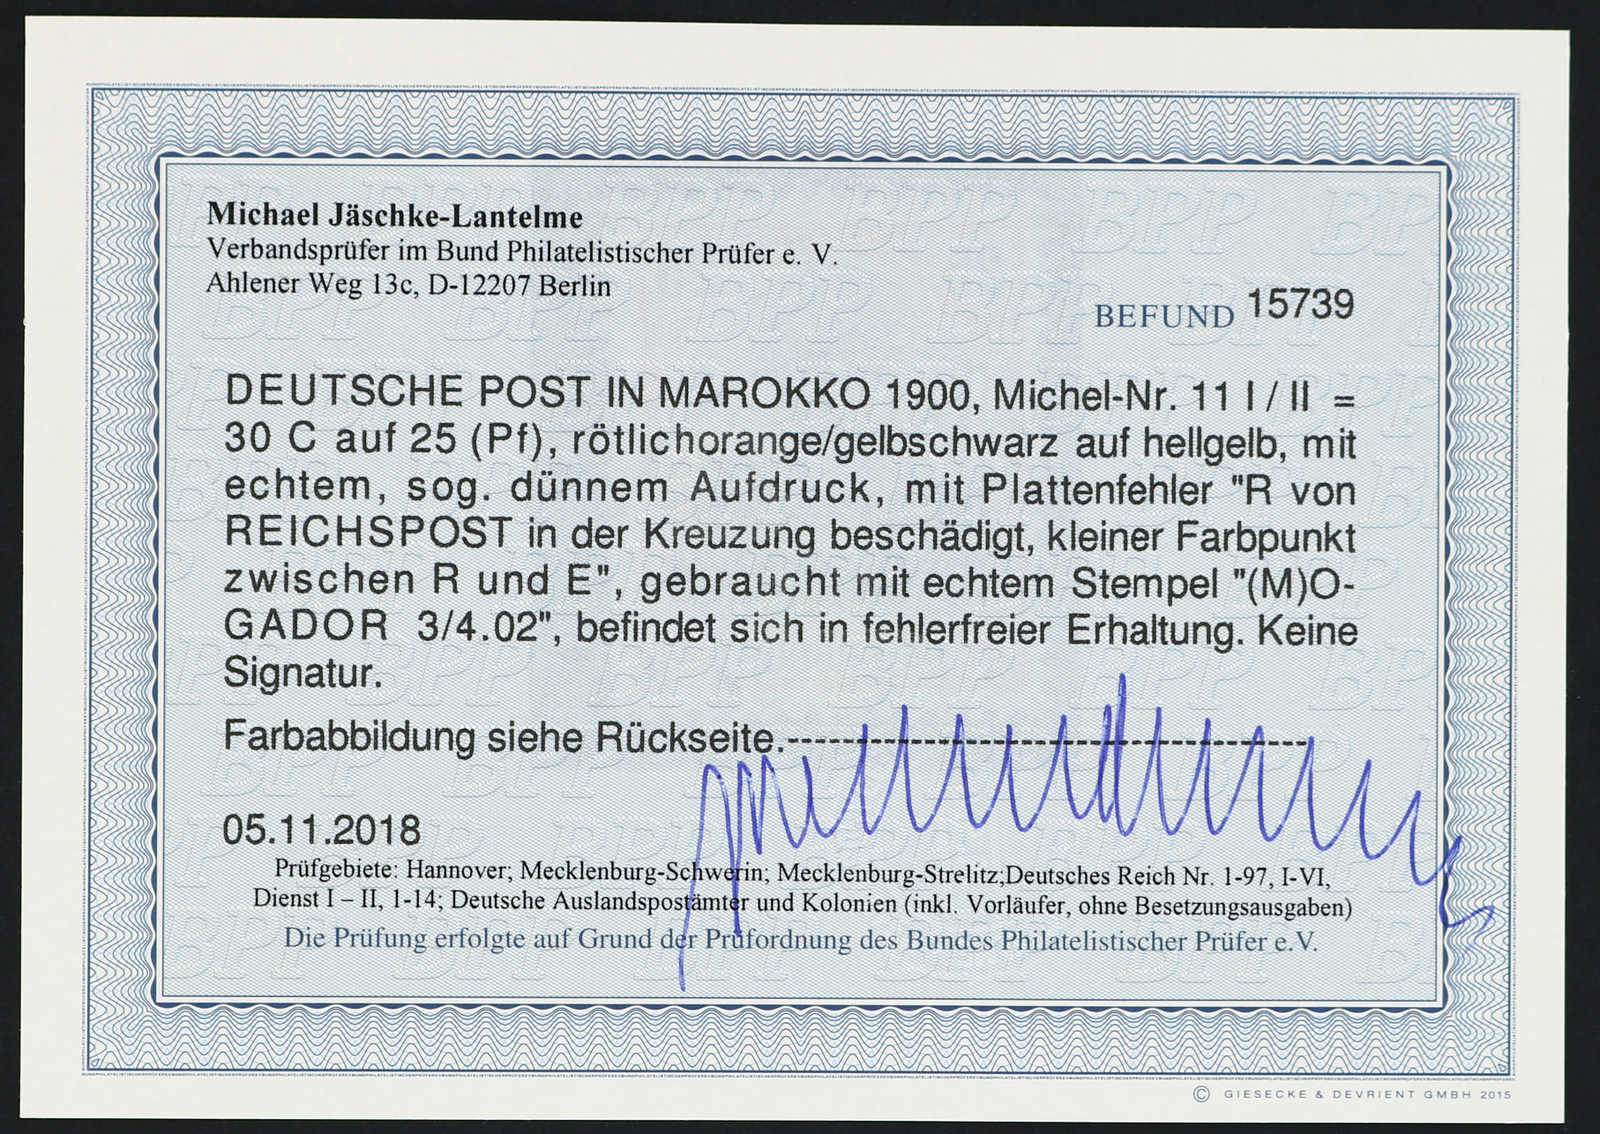 Michael Jäschke-Lantelme
Verbandsprüfer im Bund Philatelistischer Prüfer e. V.
Ahlener Weg 13c, D-12207 Berlin
BEFUND 15739
DEUTSCHE POST IN MAROKKO 1900, Michel-Nr. 11 I / II =
30 C auf 25 (Pf), rötlichorange/gelbschwarz auf hellgelb, mit
echtem, sog. dünnem Aufdruck, mit Plattenfehler "R von
REICHSPOST in der Kreuzung beschädigt, kleiner Farbpunkt
zwischen R und E", gebraucht mit echtem Stempel "(M)O-
GADOR 3/4.02", befindet sich in fehlerfreier Erhaltung. Keine
Signatur.
Farbabbildung siehe Rückseite.------------------------------------------
05.11.2018
Prüfgebiete: Hannover; Mecklenburg-Schwerin; Mecklenburg-Strelitz;Deutsches Reich Nr. 1-97, I-VI,
Dienst I – II, 1-14; Deutsche Auslandspostämter und Kolonien (inkl. Vorläufer, ohne Besetzungsausgaben)
Die Prüfung erfolgte auf Grund der Prüfordnung des Bundes Philatelistischer Prüfer e.V.
© GIESECKE & DEVRIENT GMBH 2015